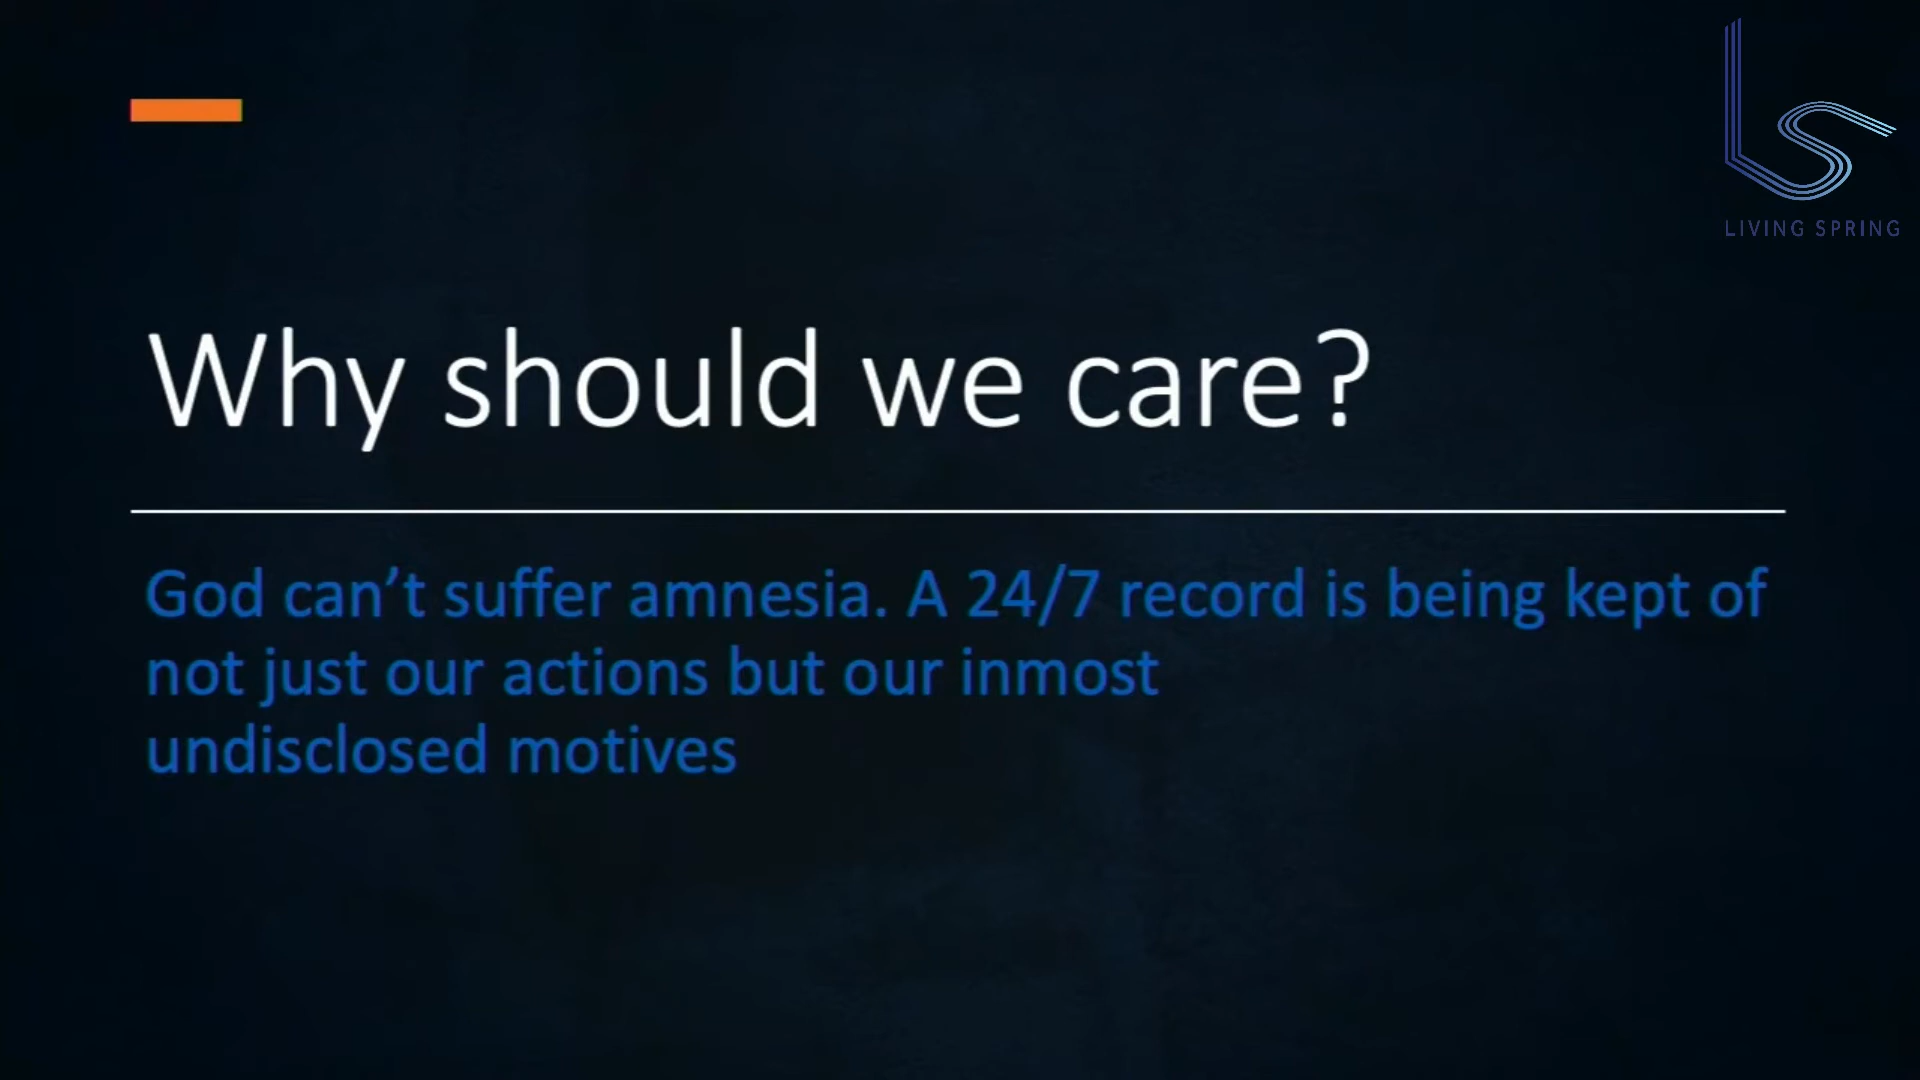 LIVING SPRING
Why should we care?
God can’t suffer amnesia. A 24/7 record is being kept of
not just our actions but our inmost
undisclosed motives